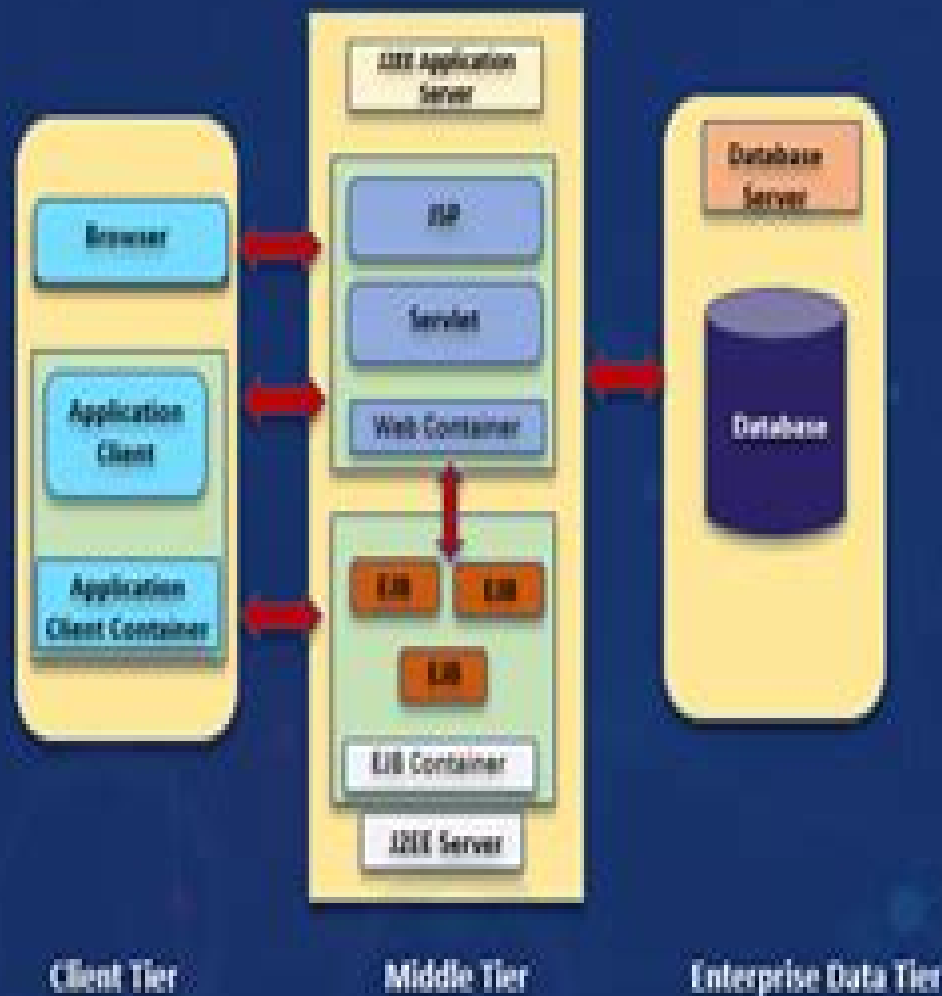 J2EE Application
Server
Database
Server
Browser
JSP
Servlet
Application
Client
Web Container
Database
Application
Client Container
EJB
EJB
EJB
EJB Container
J2EE Server
Client Tier
Middle Tier
Enterprise Data Tier